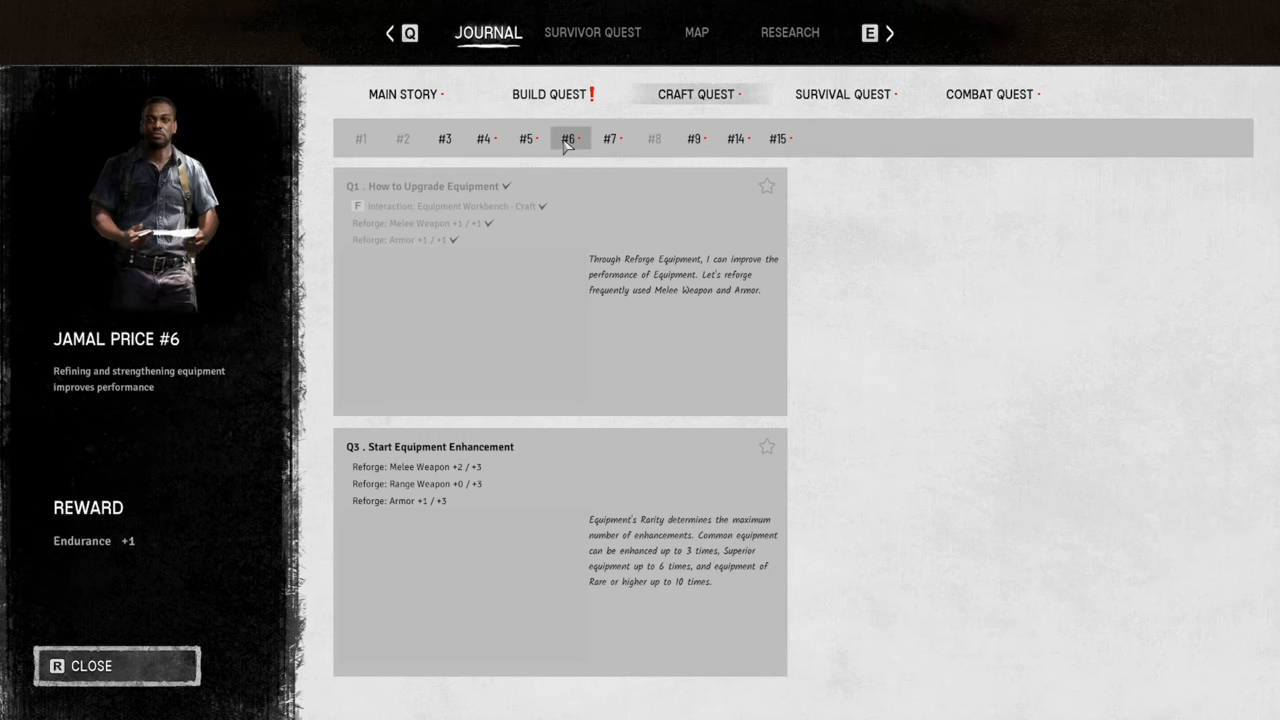 Q JOURNAL SURVIVOR QUEST MAP RESEARCH E
MAIN STORY BUILD QUEST! CRAFT QUEST SURVIVAL QUEST COMBAT QUEST
#1 #2 #3 #4 #5 #6 #7 #8 #9 #14 #15
JAMAL PRICE #6
Refining and strengthening equipment
improves performance
REWARD
Endurance +1
R CLOSE
Q1 . How to Upgrade Equipment
F Interaction: Equipment Workbench - Craft
Reforge: Melee Weapon +1 / +1
Reforge: Armor +1 / +1
Through Reforge Equipment, I can improve the
performance of Equipment. Let's reforge
frequently used Melee Weapon and Armor.
Q3 . Start Equipment Enhancement
Reforge: Melee Weapon +2 / +3
Reforge: Range Weapon +0 / +3
Reforge: Armor +1 / +3
Equipment's Rarity determines the maximum
number of enhancements. Common equipment
can be enhanced up to 3 times, Superior
equipment up to 6 times, and equipment of
Rare or higher up to 10 times.